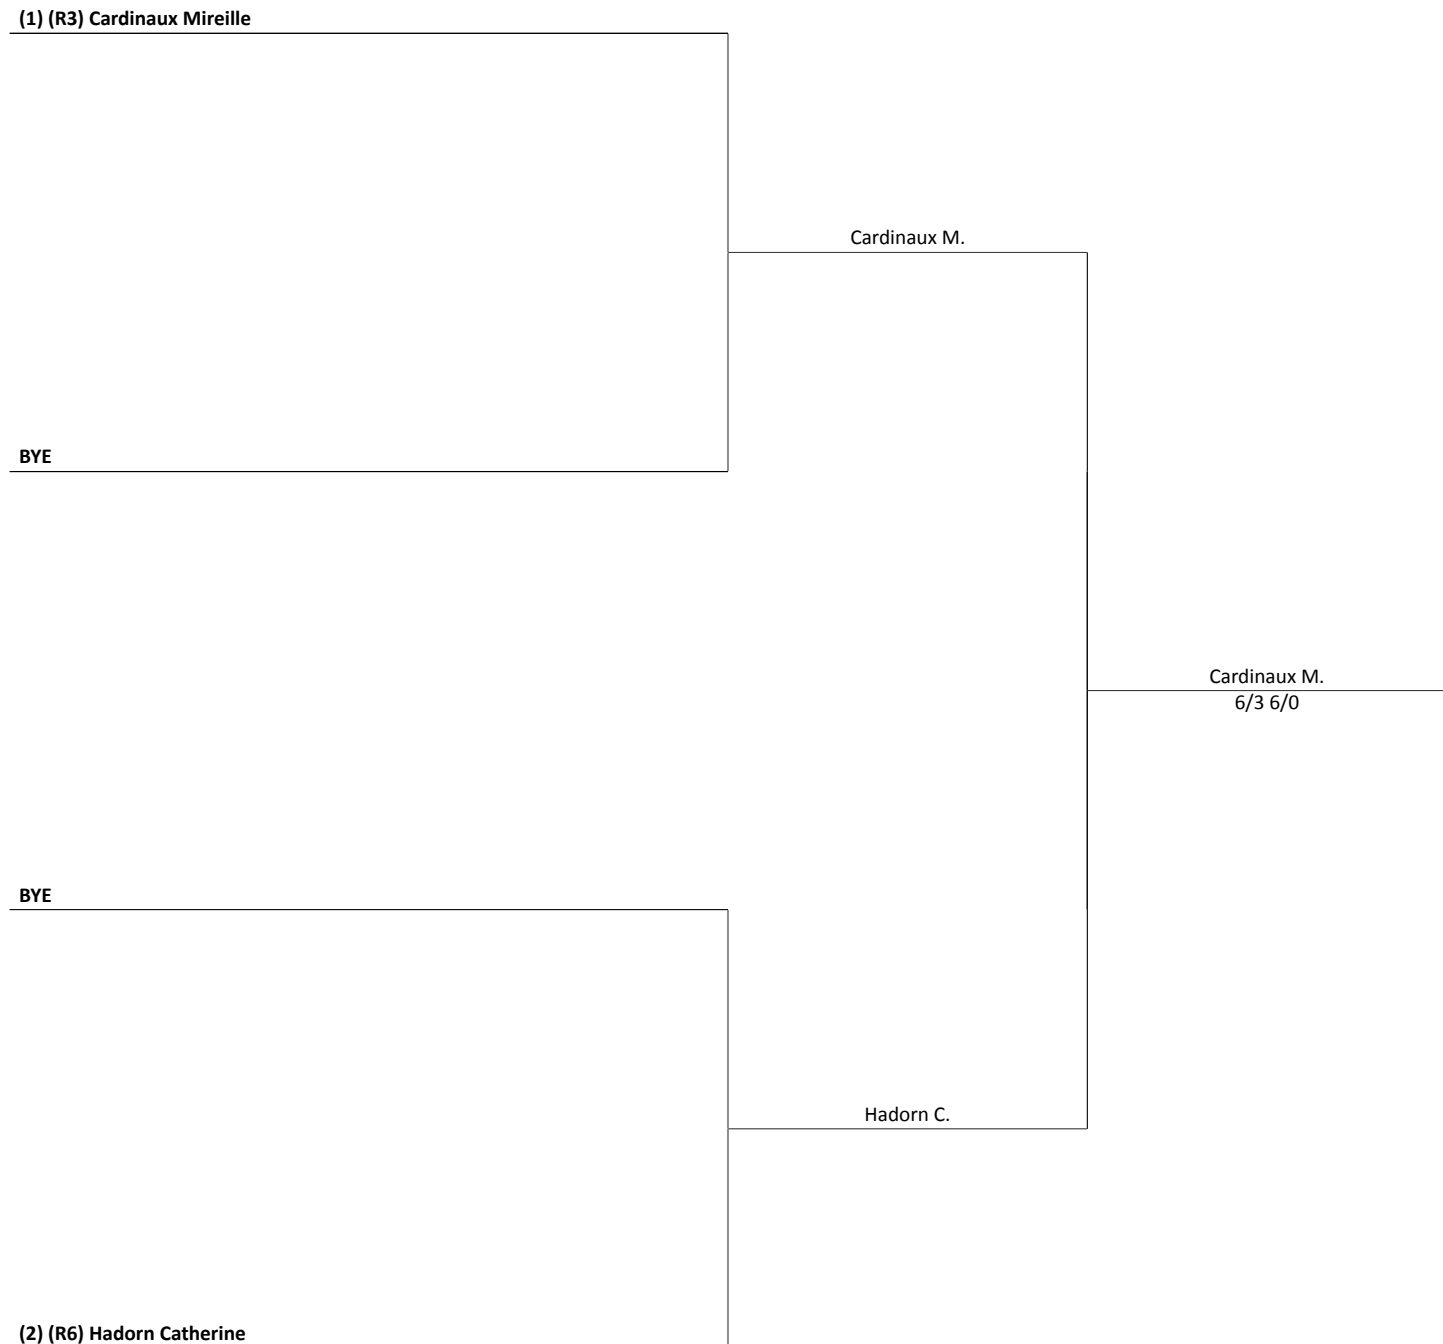 (1) (R3) Cardinaux Mireille
Cardinaux M.
BYE
Cardinaux M.
6/3 6/0
BYE
Hadorn C.
(2) (R6) Hadorn Catherine